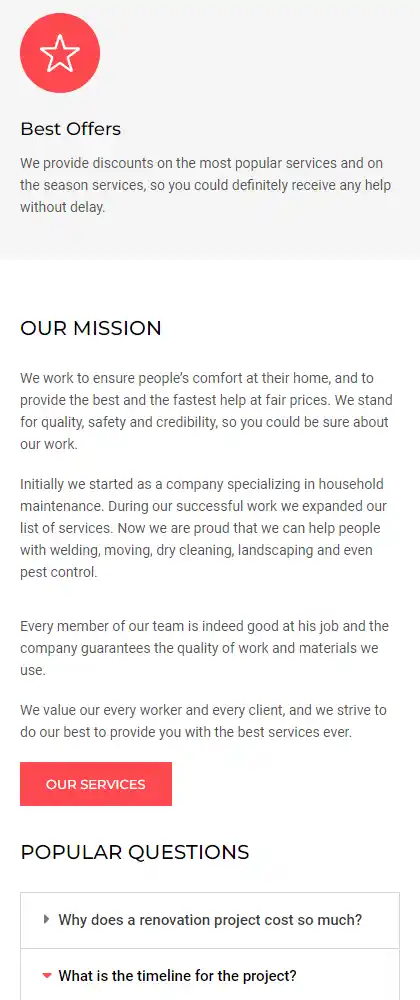 Best Offers
We provide discounts on the most popular services and on
the season services, so you could definitely receive any help
without delay.
OUR MISSION
We work to ensure people's comfort at their home, and to
provide the best and the fastest help at fair prices. We stand
for quality, safety and credibility, so you could be sure about
our work.
Initially we started as a company specializing in household
maintenance. During our successful work we expanded our
list of services. Now we are proud that we can help people
with welding, moving, dry cleaning, landscaping and even
pest control.
Every member of our team is indeed good at his job and the
company guarantees the quality of work and materials we
use.
We value our every worker and every client, and we strive to
do our best to provide you with the best services ever.
OUR SERVICES
POPULAR QUESTIONS
Why does a renovation project cost so much?
What is the timeline for the project?